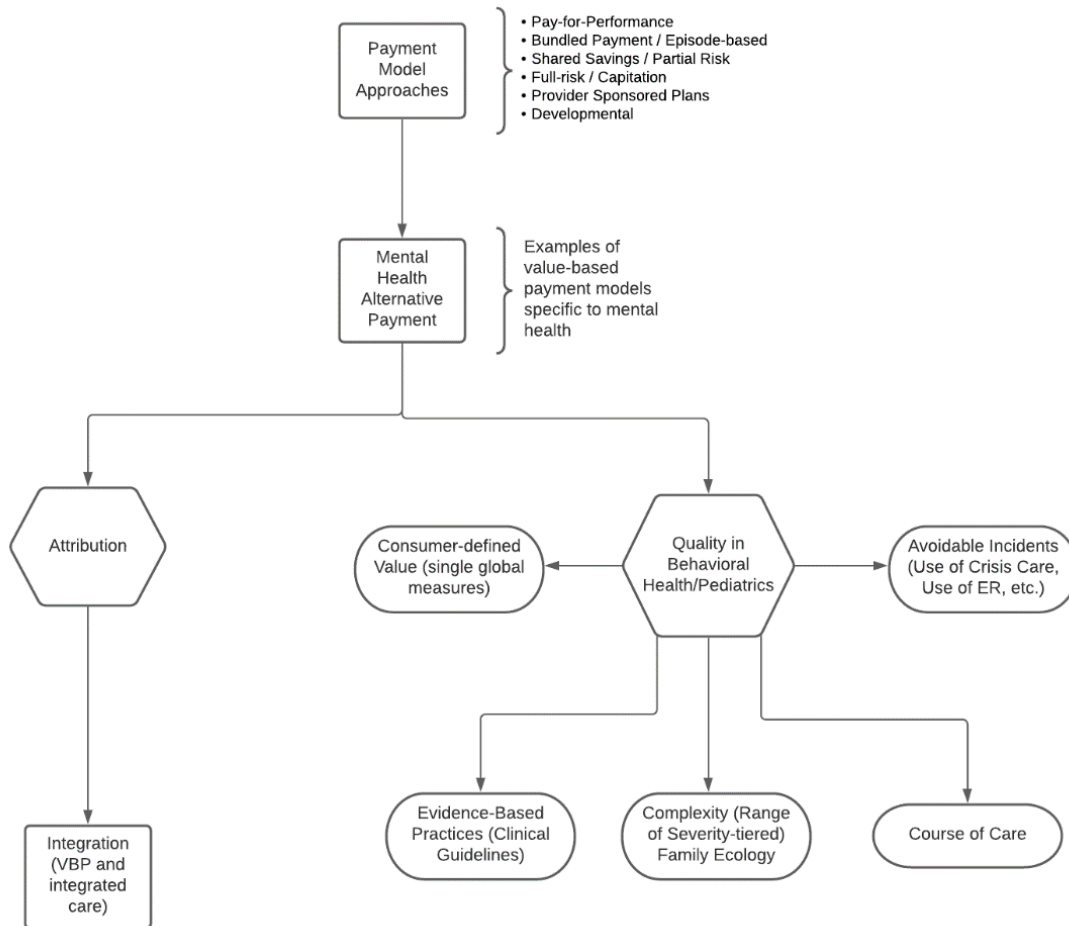 Payment
Model
Approaches
• Pay-for-Performance
• Bundled Payment / Episode-based
• Shared Savings / Partial Risk
• Full-risk / Capitation
• Provider Sponsored Plans
• Developmental
Mental
Health
Alternative
Payment
Examples of
value-based
payment models
specific to mental
health
Attribution
Consumer-defined
Value (single global
measures)
Quality in
Behavioral
Health/Pediatrics
Avoidable Incidents
(Use of Crisis Care,
Use of ER, etc.)
Integration
(VBP and
integrated
care)
Evidence-Based
Practices (Clinical
Guidelines)
Complexity (Range
of Severity-tiered)
Family Ecology
Course of Care